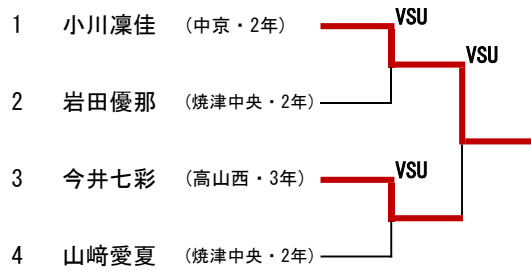 1 小川凜佳 (中京・2年)
VSU
VSU
2 岩田優那 (焼津中央・2年)
3 今井七彩 (高山西・3年)
VSU
4 山﨑愛夏 (焼津中央・2年)